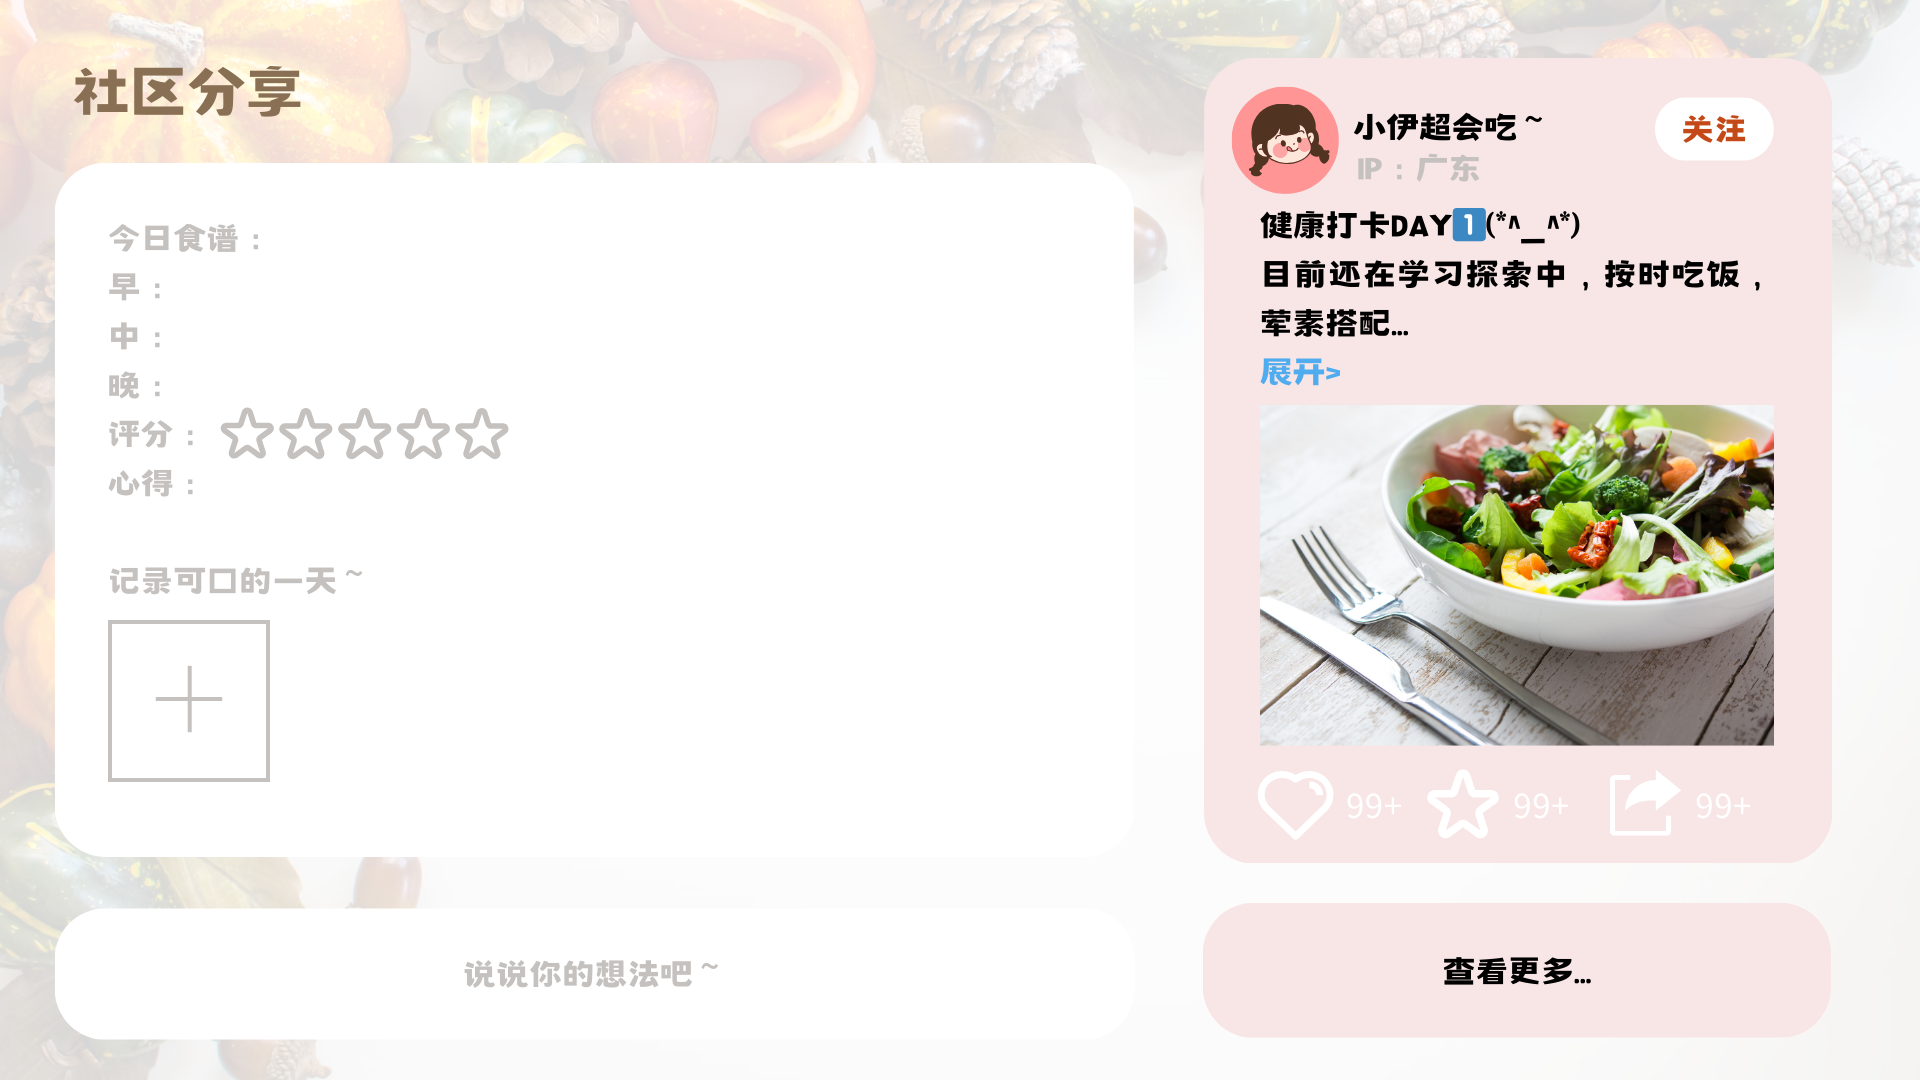 社区分享
今日食谱：
早：
中：
晚：
评分：
心得：
记录可口的一天~
说说你的想法吧~
小伊超会吃~
关注
IP：广东
健康打卡DAY1️⃣(*^__^*)
目前还在学习探索中，按时吃饭，
荤素搭配...
展开>
99+
99+
99+
查看更多...